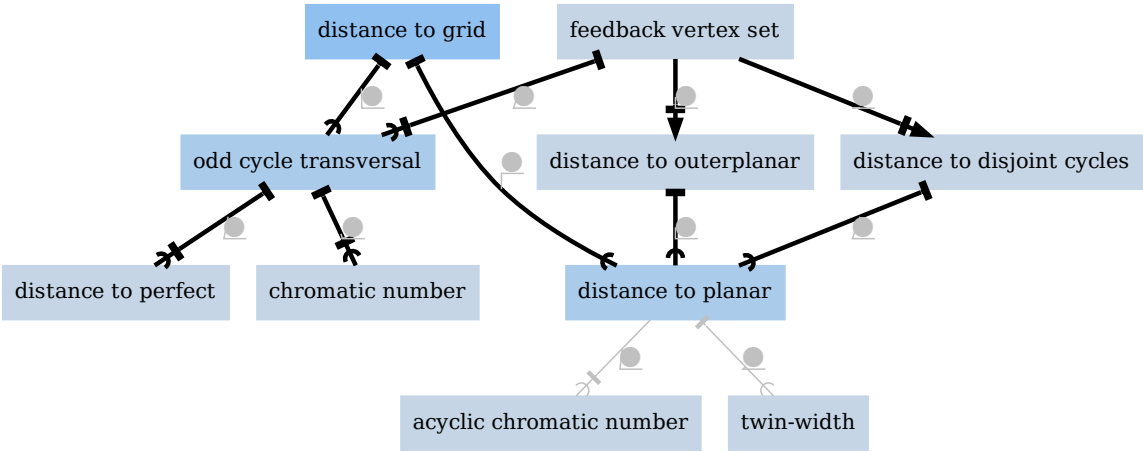 distance to grid
feedback vertex set
odd cycle transversal
distance to outerplanar
distance to disjoint cycles
distance to perfect
chromatic number
distance to planar
acyclic chromatic number
twin-width